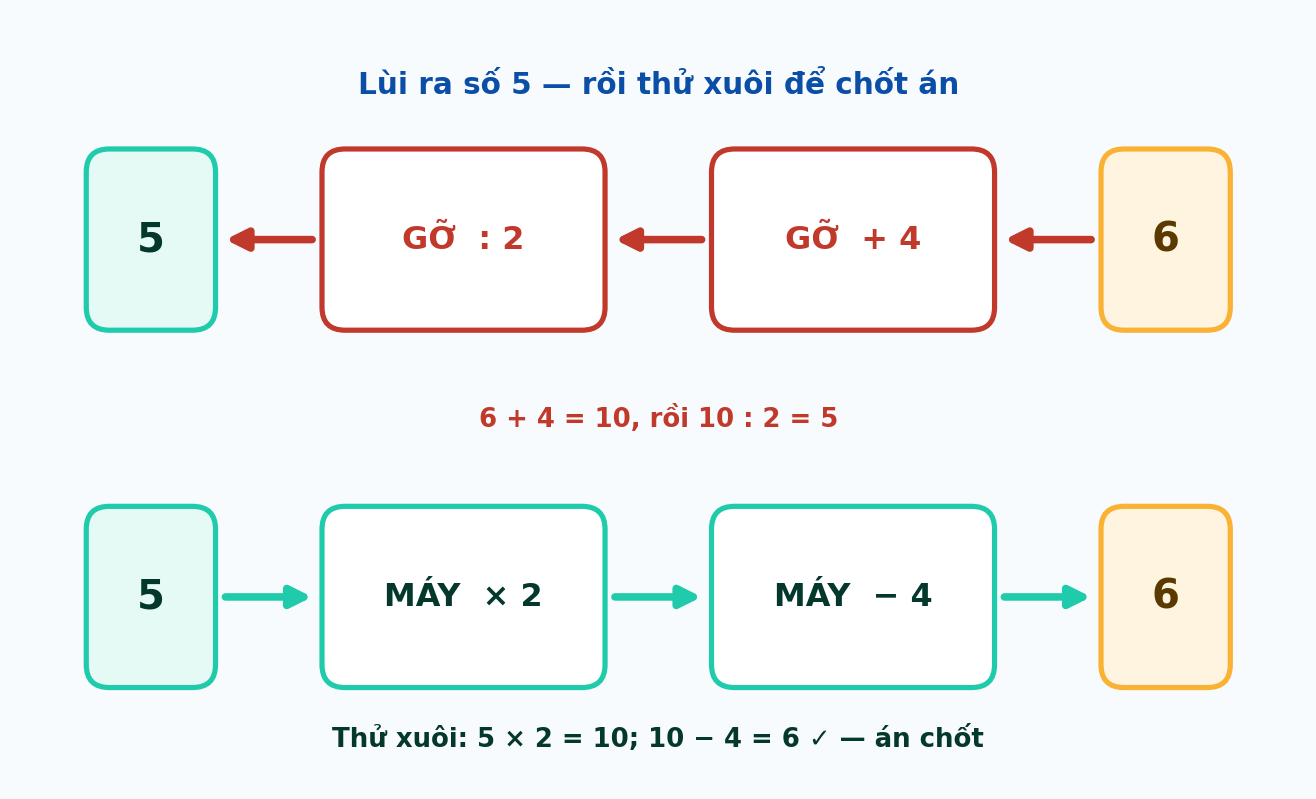 Lùi ra số 5 — rồi thử xuôi để chốt án
5 GỠ : 2 GỠ + 4 6
6 + 4 = 10, rồi 10 : 2 = 5
5 MÁY × 2 MÁY − 4 6
Thử xuôi: 5 × 2 = 10; 10 − 4 = 6 ✓ — án chốt